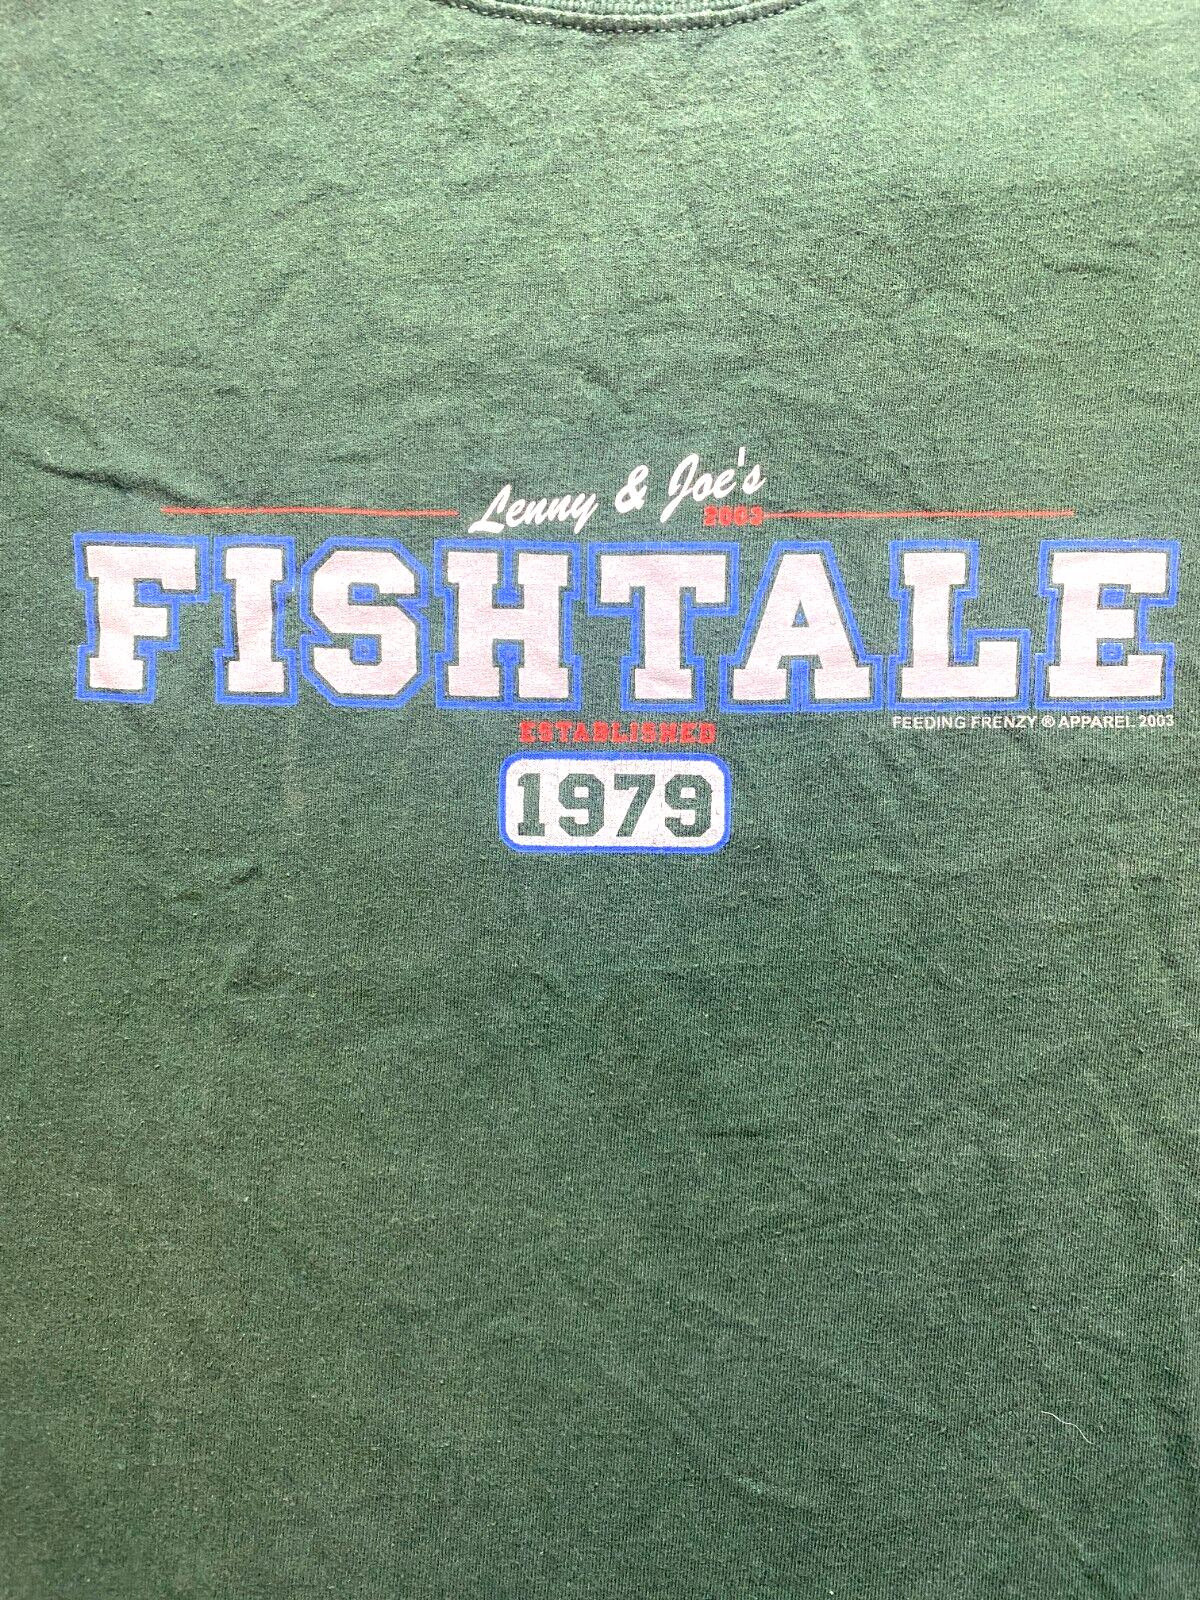 Lenny & Joe's
2003
FISHTALE
FEEDING FRENZY ® APPAREL 2003
ESTABLISHED
1979